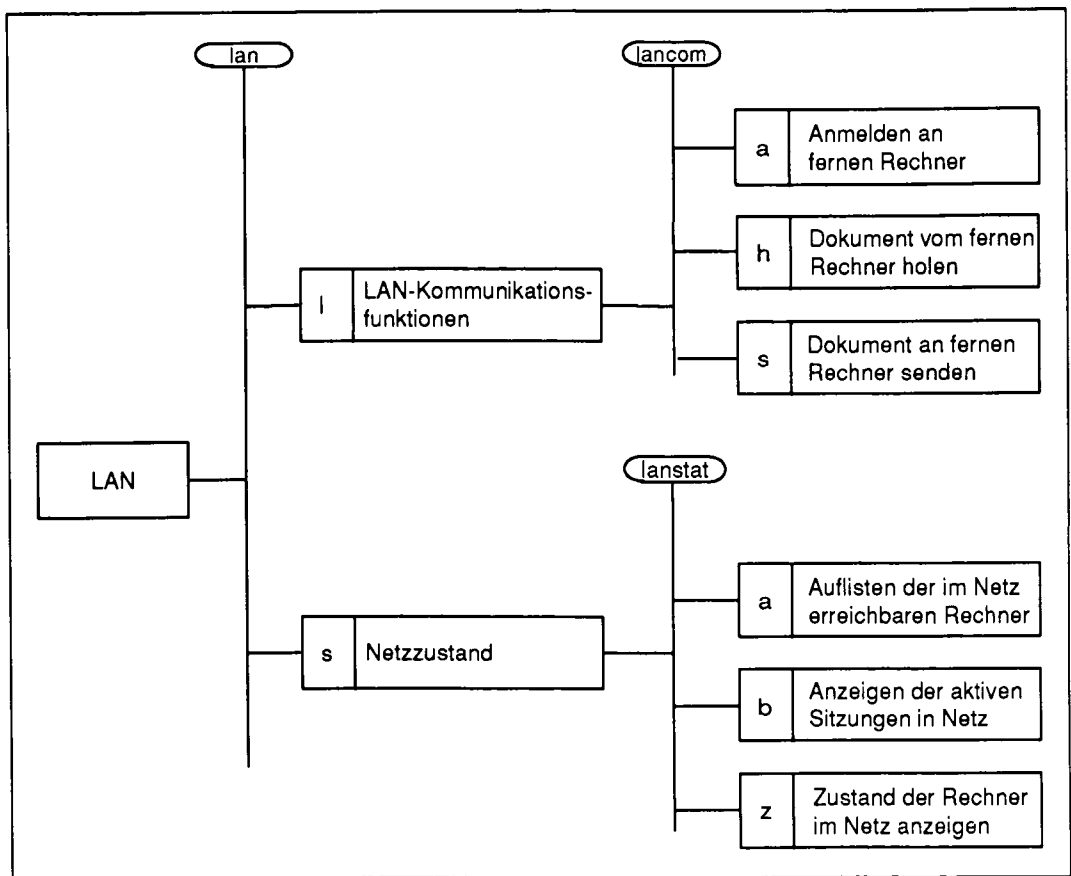 lan
lancom
a
Anmelden an
fernen Rechner
h
Dokument vom fernen
Rechner holen
l
LAN-Kommunikations-
funktionen
s
Dokument an fernen
Rechner senden
LAN
lanstat
a
Auflisten der im Netz
erreichbaren Rechner
s
Netzzustand
b
Anzeigen der aktiven
Sitzungen in Netz
z
Zustand der Rechner
im Netz anzeigen